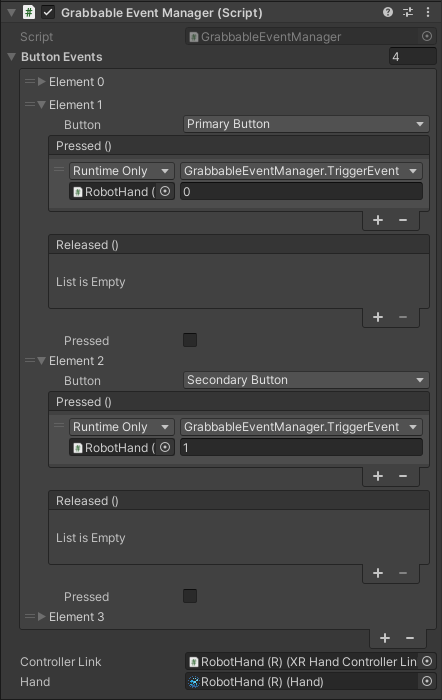 Grabbable Event Manager (Script)
Script GrabbableEventManager
Button Events 4
Element 0
Element 1
Button Primary Button
Pressed ()
Runtime Only GrabbableEventManager.TriggerEvent
RobotHand ( 0
Released ()
List is Empty
Pressed
Element 2
Button Secondary Button
Pressed ()
Runtime Only GrabbableEventManager.TriggerEvent
RobotHand ( 1
Released ()
List is Empty
Pressed
Element 3
Controller Link RobotHand (R) (XR Hand Controller Lin
Hand RobotHand (R) (Hand)